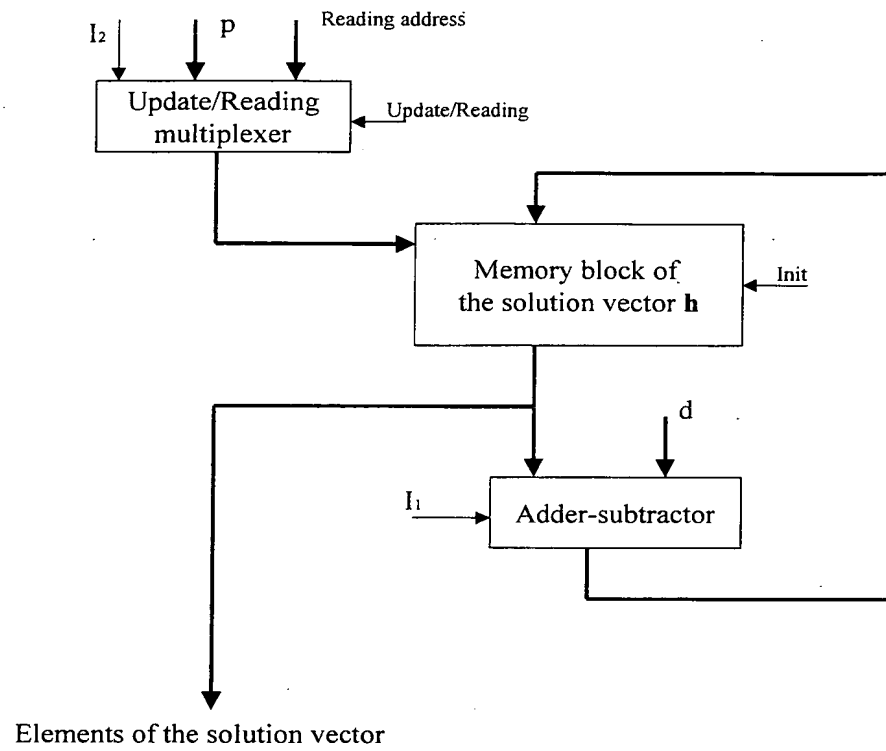 I₂
p
Reading address
Update/Reading
multiplexer
Update/Reading
Memory block of
the solution vector h
Init
d
I₁
Adder-subtractor
Elements of the solution vector